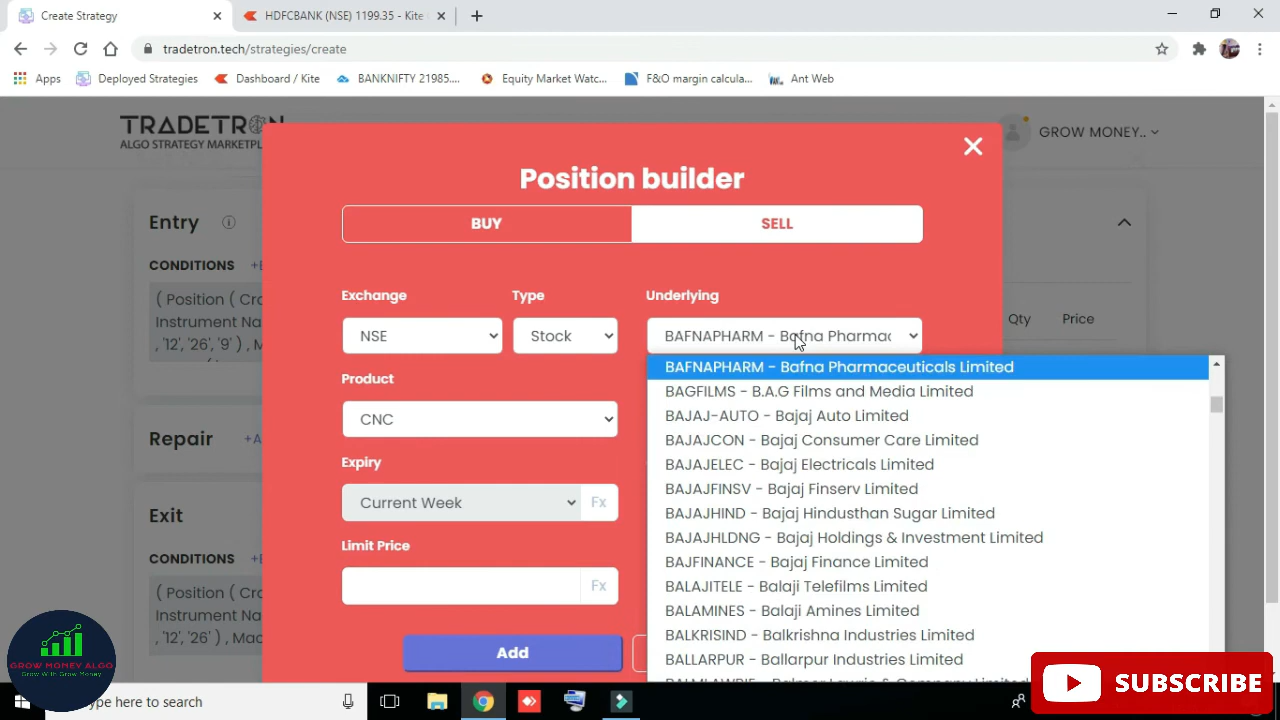 Create Strategy
HDFCBANK (NSE) 1199.35 - Kite
tradetron.tech/strategies/create
Apps
Deployed Strategies
Dashboard / Kite
BANKNIFTY 21985....
Equity Market Watc...
F&O margin calcula...
Ant Web
TRADETRON
ALGO STRATEGY MARKETPL
GROW MONEY..
Position builder
BUY
SELL
Entry
CONDITIONS
( Position ( Cro
Instrument Na
, '12', '26', '9' ) , M
Exchange
Type
Underlying
NSE
Stock
BAFNAPHARM - Bafna Pharmac
Qty
Price
Product
CNC
Expiry
Current Week
Fx
Limit Price
Fx
BAFNAPHARM - Bafna Pharmaceuticals Limited
BAGFILMS - B.A.G Films and Media Limited
BAJAJ-AUTO - Bajaj Auto Limited
BAJAJCON - Bajaj Consumer Care Limited
BAJAJELEC - Bajaj Electricals Limited
BAJAJFINSV - Bajaj Finserv Limited
BAJAJHIND - Bajaj Hindusthan Sugar Limited
BAJAJHLDNG - Bajaj Holdings & Investment Limited
BAJFINANCE - Bajaj Finance Limited
BALAJITELE - Balaji Telefilms Limited
BALAMINES - Balaji Amines Limited
BALKRISIND - Balkrishna Industries Limited
BALLARPUR - Ballarpur Industries Limited
Repair
+A
Exit
CONDITIONS
( Position ( Cro
Instrument Na
, '12', '26' ) , Mac
Add
GROW MONEY ALGO
Grow With Grow Money
ype here to search
SUBSCRIBE